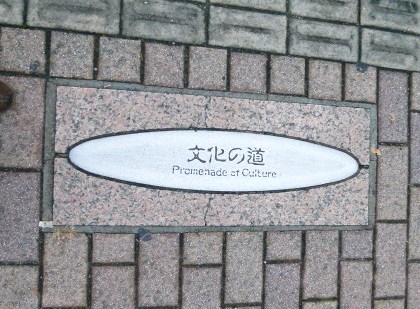 文化の道
Promenade of Culture